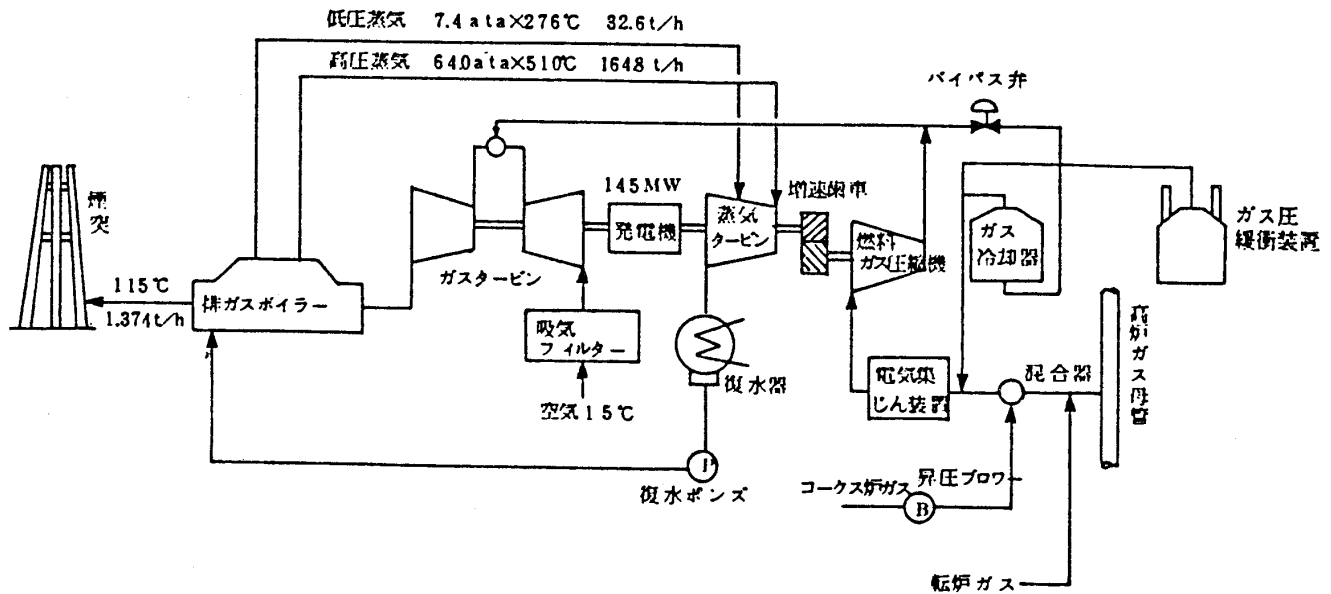 低圧蒸気 7.4ata×276℃ 32.6t/h
高圧蒸気 64.0ata×510℃ 164.8t/h
バイパス弁
煙突
145MW
発電機
蒸気
タービン
増速歯車
燃料
ガス圧縮機
ガス
冷却器
ガス圧
緩衝装置
115℃
1.374t/h
排ガスボイラー
ガスタービン
吸気
フィルター
空気15℃
復水器
電気集
じん装置
配合器
高炉ガス母管
P
復水ポンズ
コークス炉ガス
昇圧ブロワー
B
転炉ガス